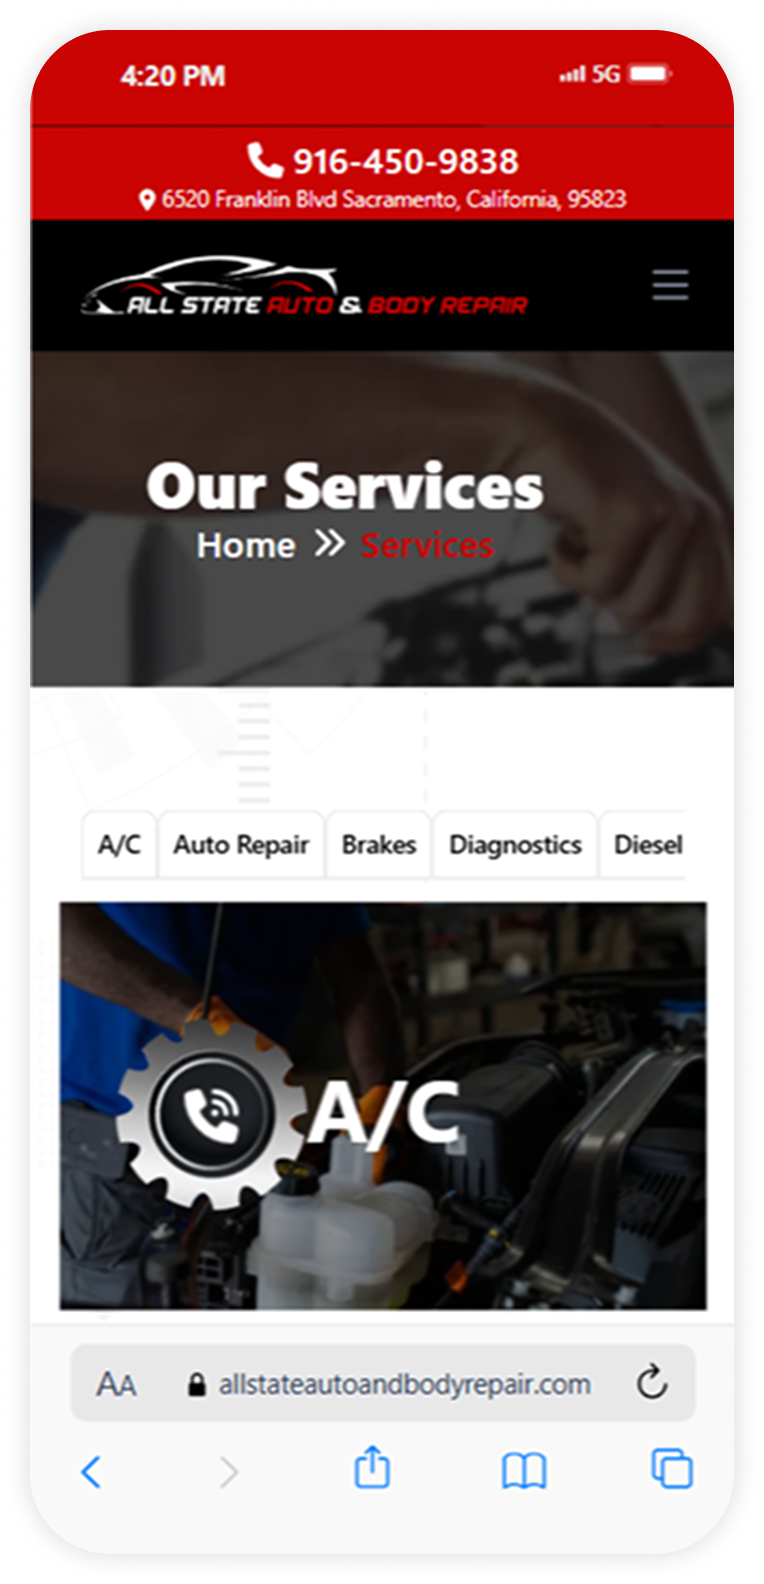 4:20 PM 5G
916-450-9838
6520 Franklin Blvd Sacramento, California, 95823
ALL STATE AUTO & BODY REPAIR
Our Services
Home Services
A/C Auto Repair Brakes Diagnostics Diesel
A/C
AA allstateautoandbodyrepair.com